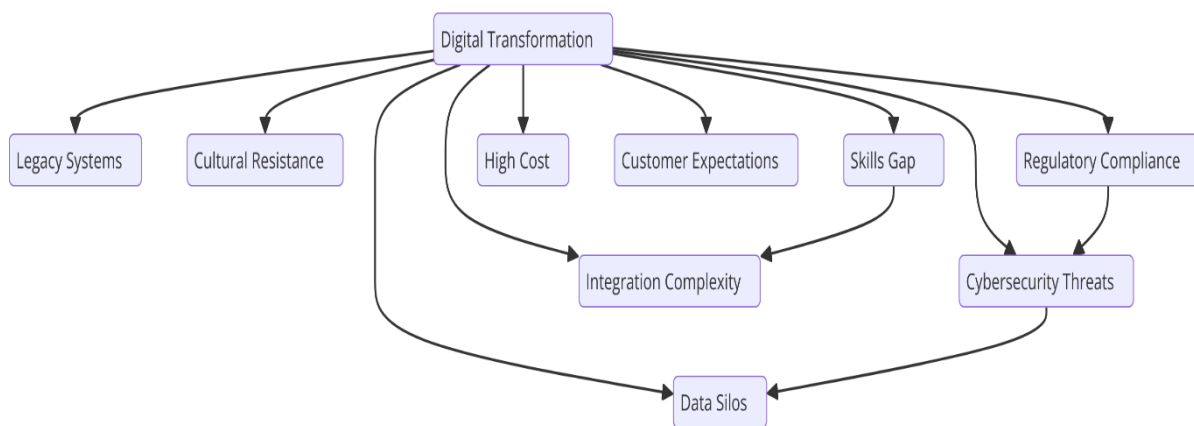 Digital Transformation
Legacy Systems
Cultural Resistance
High Cost
Customer Expectations
Skills Gap
Regulatory Compliance
Integration Complexity
Cybersecurity Threats
Data Silos